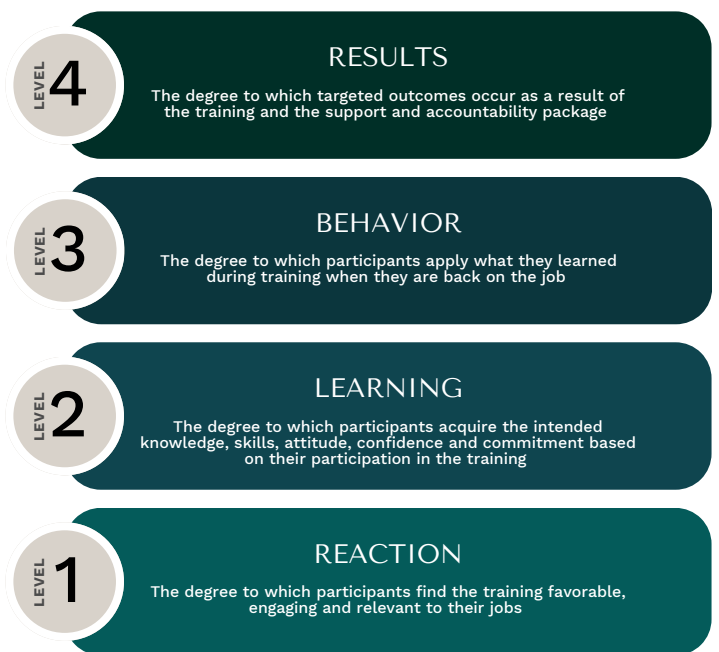 LEVEL 4
RESULTS
The degree to which targeted outcomes occur as a result of
the training and the support and accountability package
LEVEL 3
BEHAVIOR
The degree to which participants apply what they learned
during training when they are back on the job
LEVEL 2
LEARNING
The degree to which participants acquire the intended
knowledge, skills, attitude, confidence and commitment based
on their participation in the training
LEVEL 1
REACTION
The degree to which participants find the training favorable,
engaging and relevant to their jobs